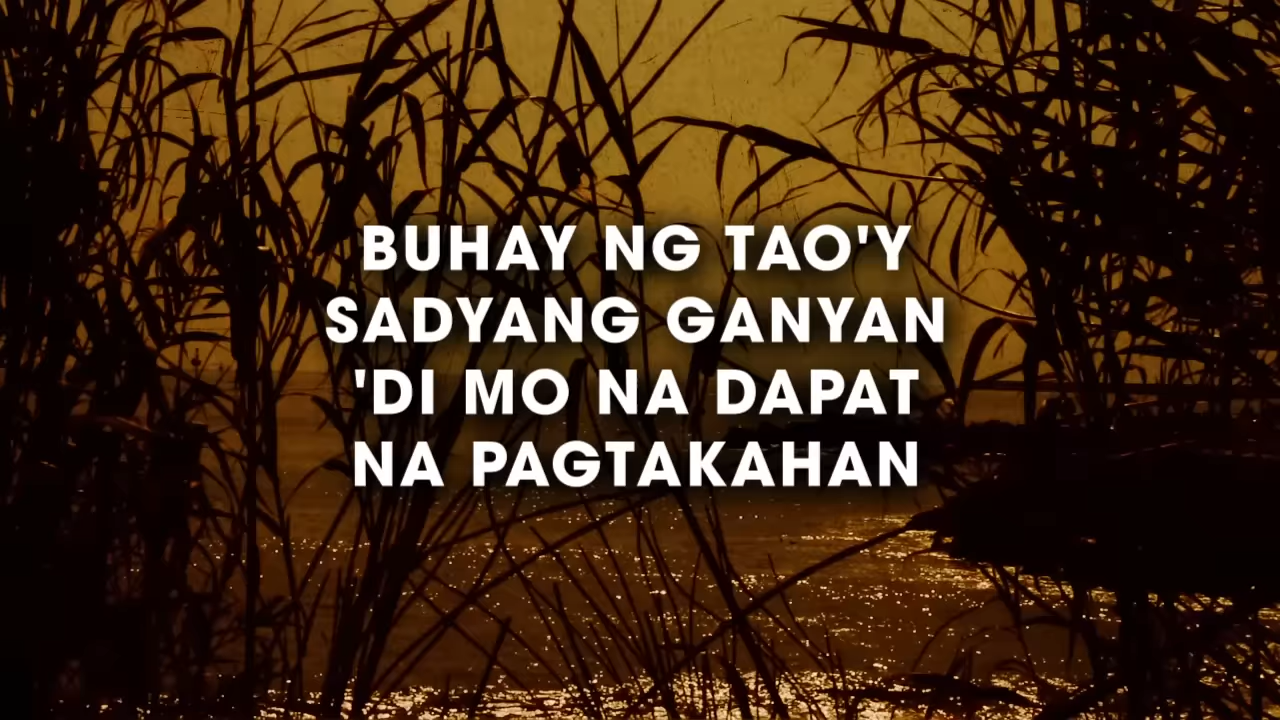 BUHAY NG TAO'Y
SADYANG GANYAN
'DI MO NA DAPAT
NA PAGTAKAHAN